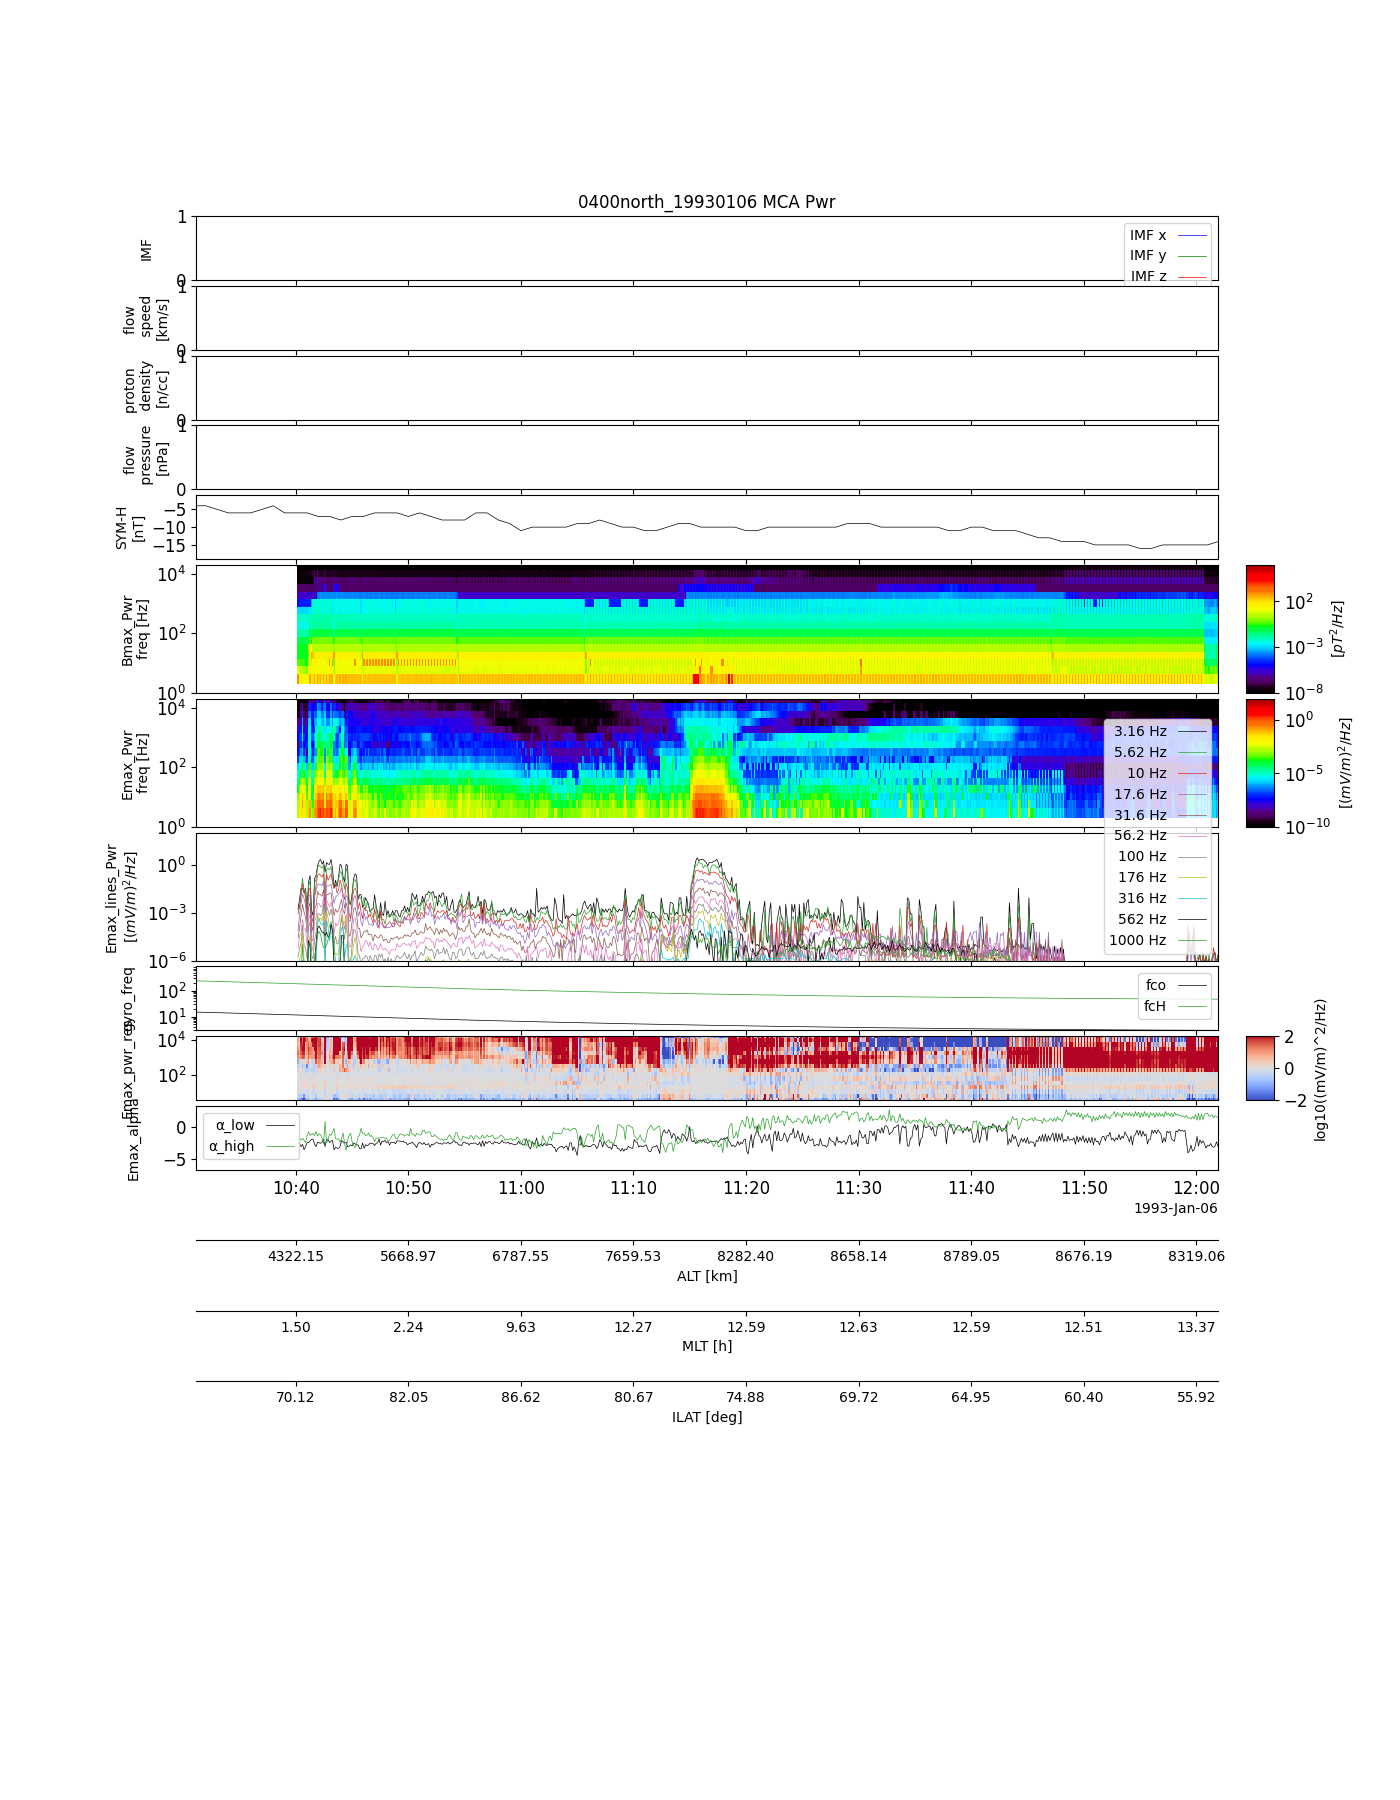 0400north_19930106 MCA Pwr
1
IMF
0
IMF x
IMF y
IMF z
1
flow
speed
[km/s]
0
1
proton
density
[n/cc]
0
1
flow
pressure
[nPa]
0
SYM-H
[nT]
−5
−10
−15
Bmax_Pwr
freq [Hz]
10^4
10^2
10^0
10^2
10^−3
10^−8
[pT^2/Hz]
Emax_Pwr
freq [Hz]
10^4
10^2
10^0
10^0
10^−5
10^−10
[(mV/m)^2/Hz]
3.16 Hz
5.62 Hz
10 Hz
17.6 Hz
31.6 Hz
56.2 Hz
100 Hz
176 Hz
316 Hz
562 Hz
1000 Hz
Emax_lines_Pwr
[(mV/m)^2/Hz]
10^0
10^−3
10^−6
gyro_freq
10^2
10^1
fco
fcH
Emax_pwr_reg
10^4
10^2
2
0
−2
log10((mV/m)^2/Hz)
Emax_alpha
0
−5
α_low
α_high
10:40 10:50 11:00 11:10 11:20 11:30 11:40 11:50 12:00
1993-Jan-06
4322.15 5668.97 6787.55 7659.53 8282.40 8658.14 8789.05 8676.19 8319.06
ALT [km]
1.50 2.24 9.63 12.27 12.59 12.63 12.59 12.51 13.37
MLT [h]
70.12 82.05 86.62 80.67 74.88 69.72 64.95 60.40 55.92
ILAT [deg]